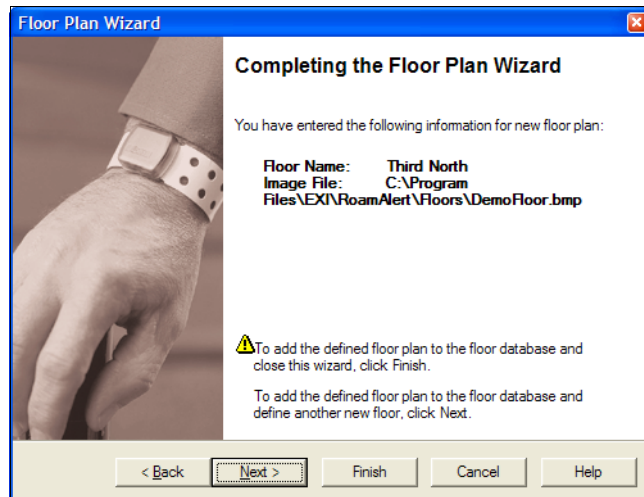 Floor Plan Wizard
Completing the Floor Plan Wizard
You have entered the following information for new floor plan:
Floor Name: Third North
Image File: C:\Program
Files\EXI\RoamAlert\Floors\DemoFloor.bmp
To add the defined floor plan to the floor database and
close this wizard, click Finish.
To add the defined floor plan to the floor database and
define another new floor, click Next.
< Back Next > Finish Cancel Help